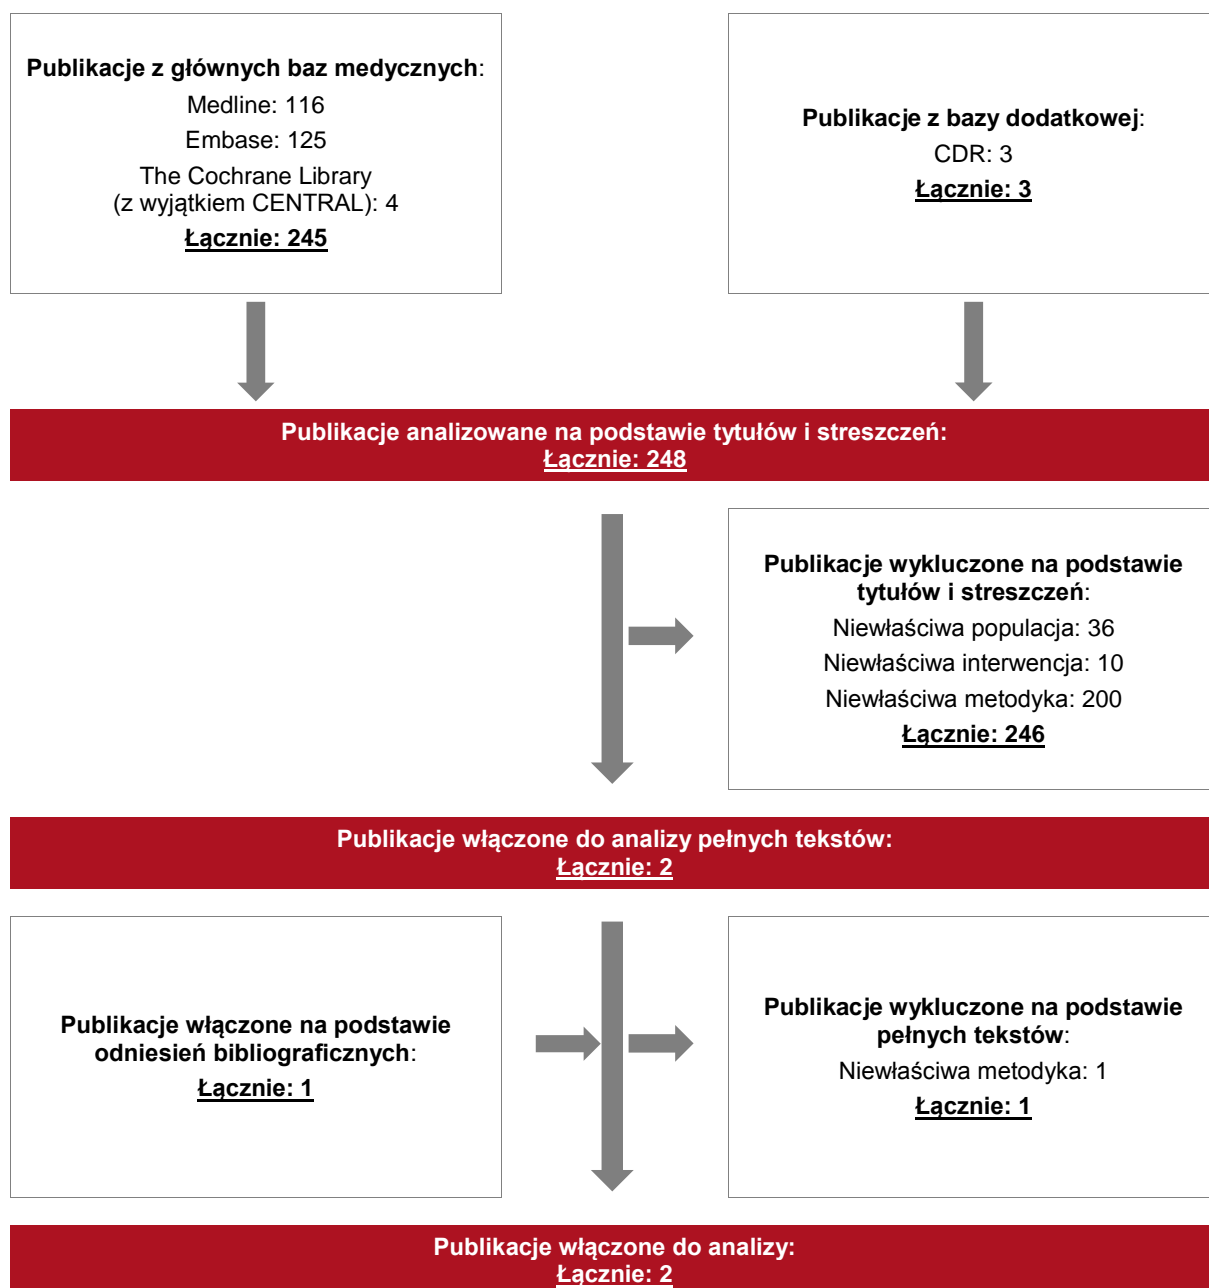 Publikacje z głównych baz medycznych:
Medline: 116
Embase: 125
The Cochrane Library
(z wyjątkiem CENTRAL): 4
Łącznie: 245
Publikacje z bazy dodatkowej:
CDR: 3
Łącznie: 3
Publikacje analizowane na podstawie tytułów i streszczeń:
Łącznie: 248
Publikacje wykluczone na podstawie
tytułów i streszczeń:
Niewłaściwa populacja: 36
Niewłaściwa interwencja: 10
Niewłaściwa metodyka: 200
Łącznie: 246
Publikacje włączone do analizy pełnych tekstów:
Łącznie: 2
Publikacje włączone na podstawie
odniesień bibliograficznych:
Łącznie: 1
Publikacje wykluczone na podstawie
pełnych tekstów:
Niewłaściwa metodyka: 1
Łącznie: 1
Publikacje włączone do analizy:
Łącznie: 2